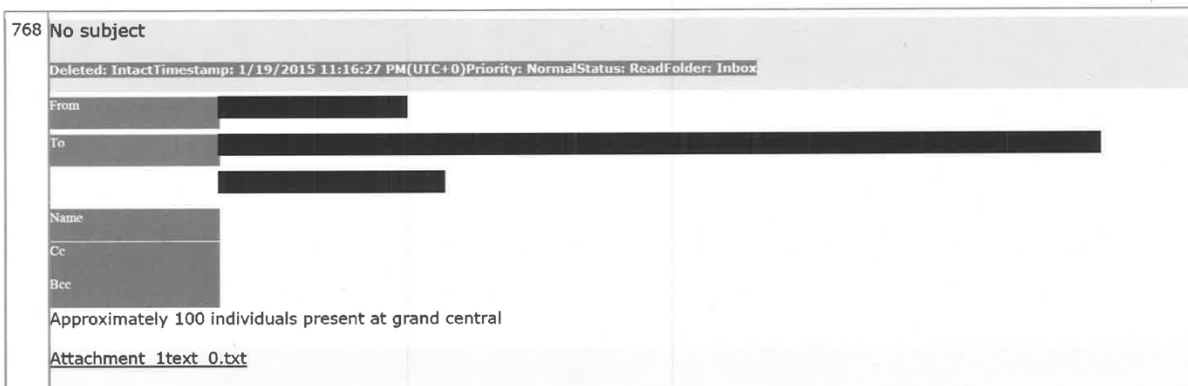 768 No subject
Deleted: IntactTimestamp: 1/19/2015 11:16:27 PM(UTC+0)Priority: NormalStatus: ReadFolder: Inbox
From
To
Name
Cc
Bcc
Approximately 100 individuals present at grand central
Attachment_1text_0.txt